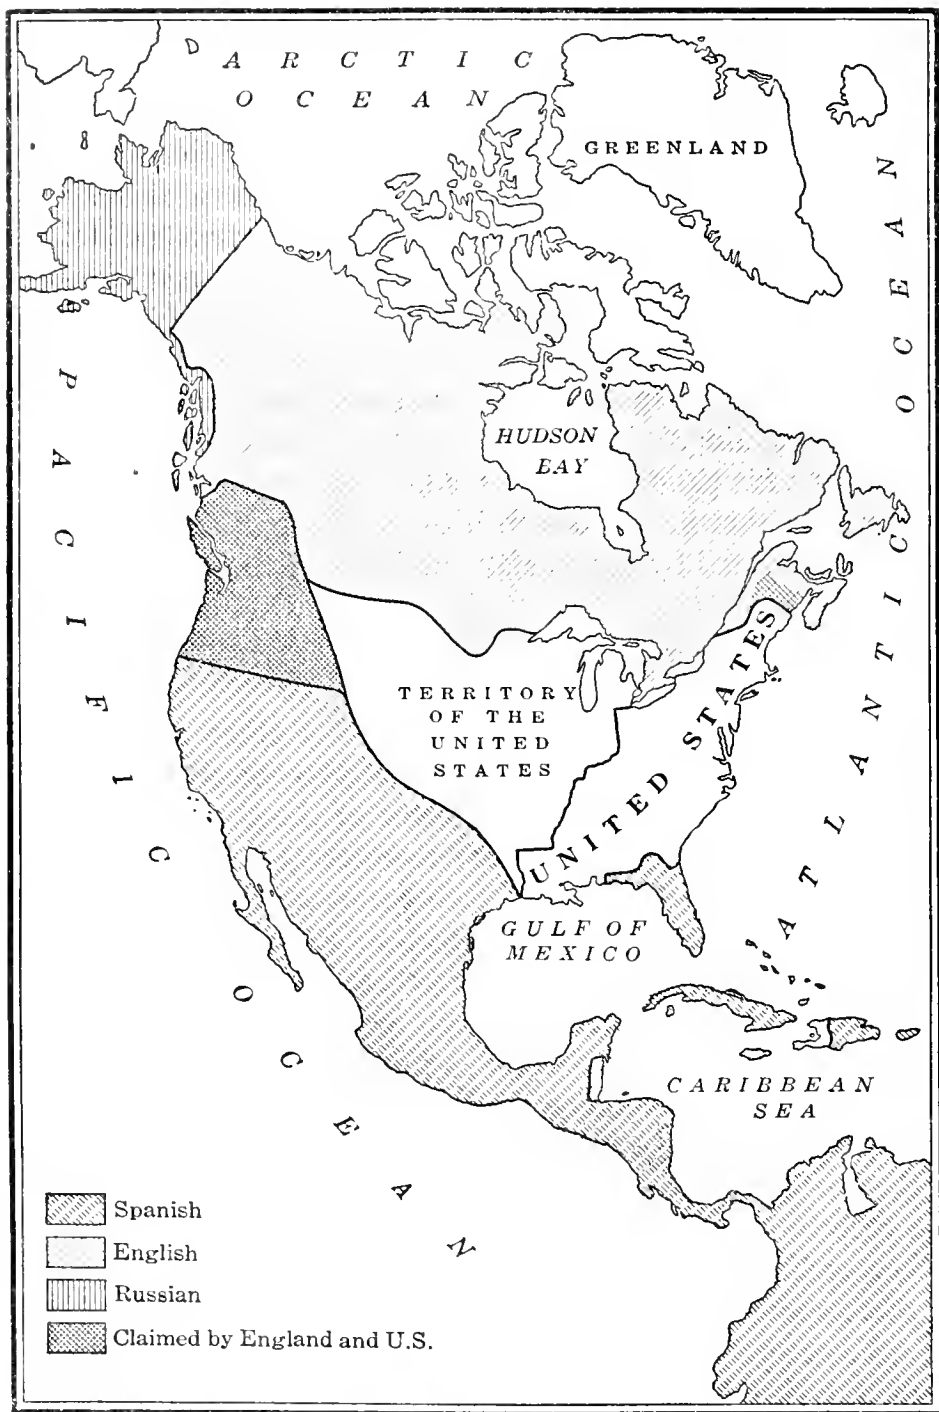 ARCTIC
OCEAN
GREENLAND
HUDSON
BAY
PACIFIC OCEAN
ATLANTIC OCEAN
TERRITORY
OF THE
UNITED
STATES
UNITED STATES
GULF OF
MEXICO
CARIBBEAN
SEA
Spanish
English
Russian
Claimed by England and U.S.